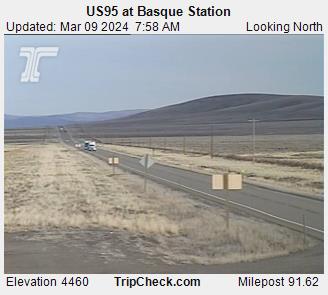 US95 at Basque Station
Updated: Mar 09 2024 7:58 AM Looking North
Elevation 4460 TripCheck.com Milepost 91.62